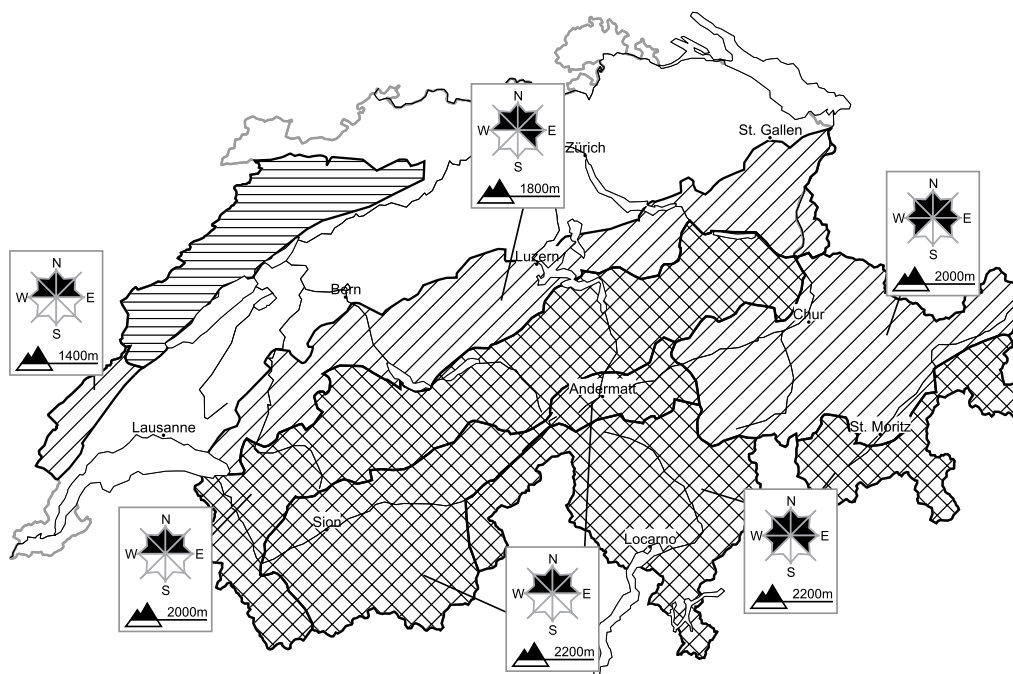 St. Gallen
N
W E
S
1800m
Zürich
N
W E
S
2000m
Luzern
N
W E
S
1400m
Bern
Chur
Andermatt
Lausanne
St. Moritz
N
W E
S
2000m
Sion
Locarno
N
W E
S
2200m
N
W E
S
2200m